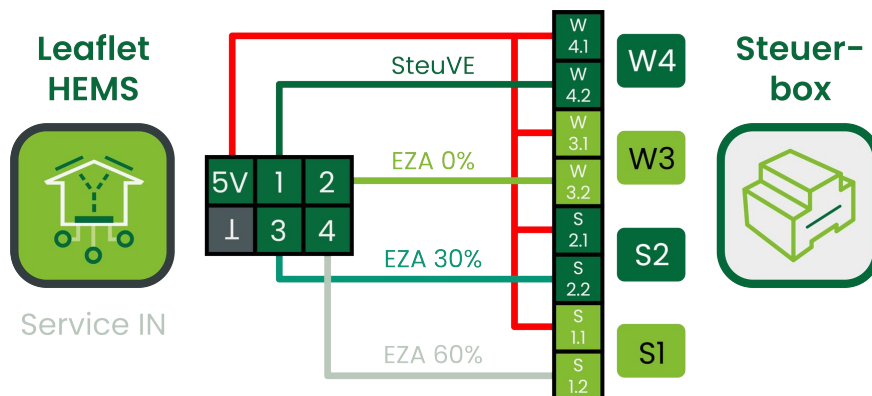 Leaflet
HEMS
Service IN
5V 1 2
⊥ 3 4
SteuVE
EZA 0%
EZA 30%
EZA 60%
W
4.1
W
4.2
W
3.1
W
3.2
S
2.1
S
2.2
S
1.1
S
1.2
W4
W3
S2
S1
Steuer-
box